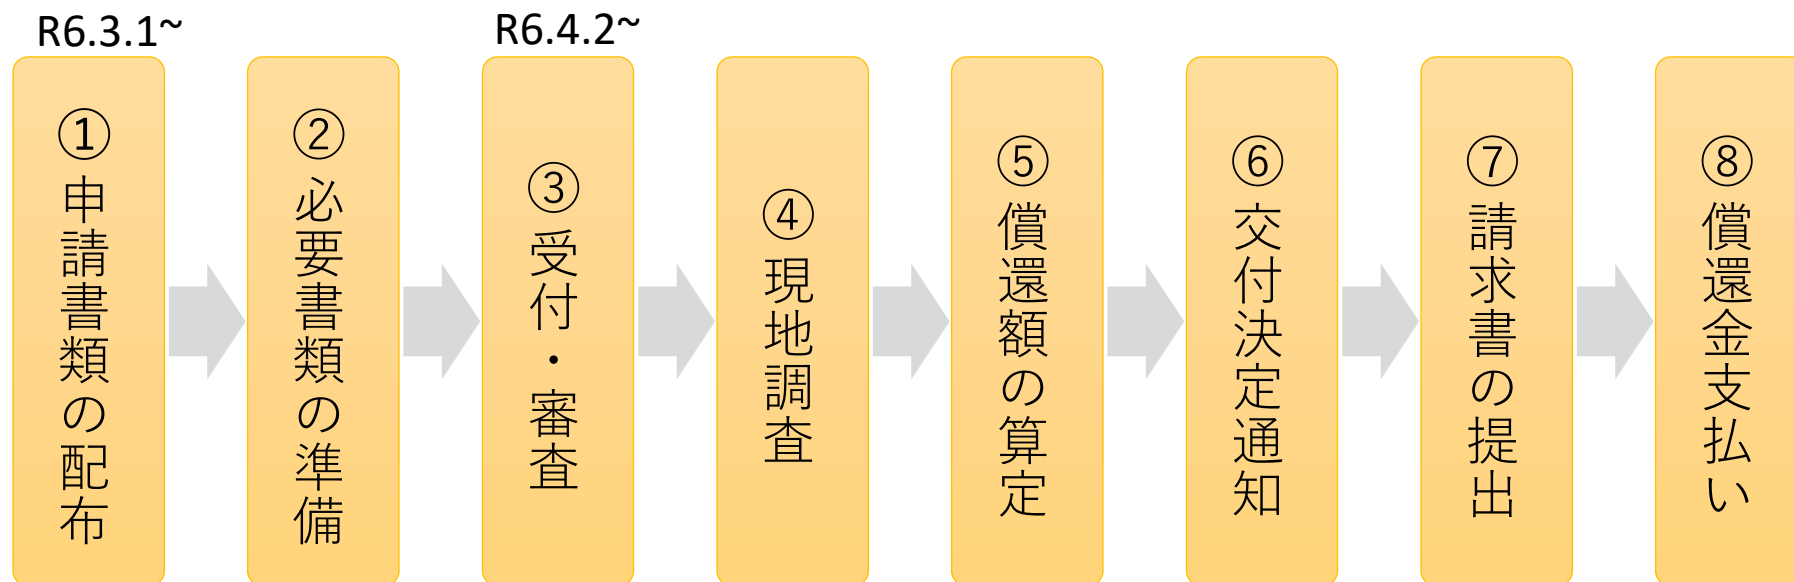 R6.3.1~
R6.4.2~
①申請書類の配布
②必要書類の準備
③受付・審査
④現地調査
⑤償還額の算定
⑥交付決定通知
⑦請求書の提出
⑧償還金支払い